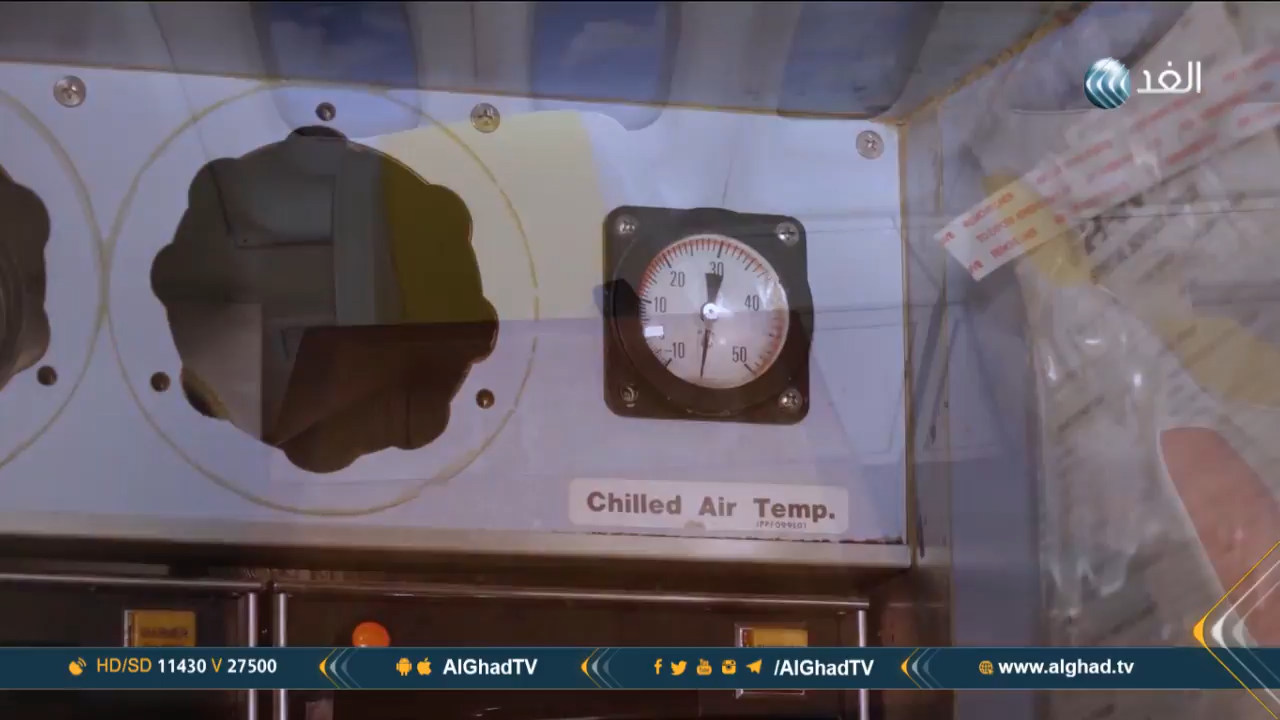 الغد
20
30
10
40
-10
50
Chilled Air Temp.
HD/SD 11430 V 27500
AlGhadTV
/AlGhadTV
www.alghad.tv